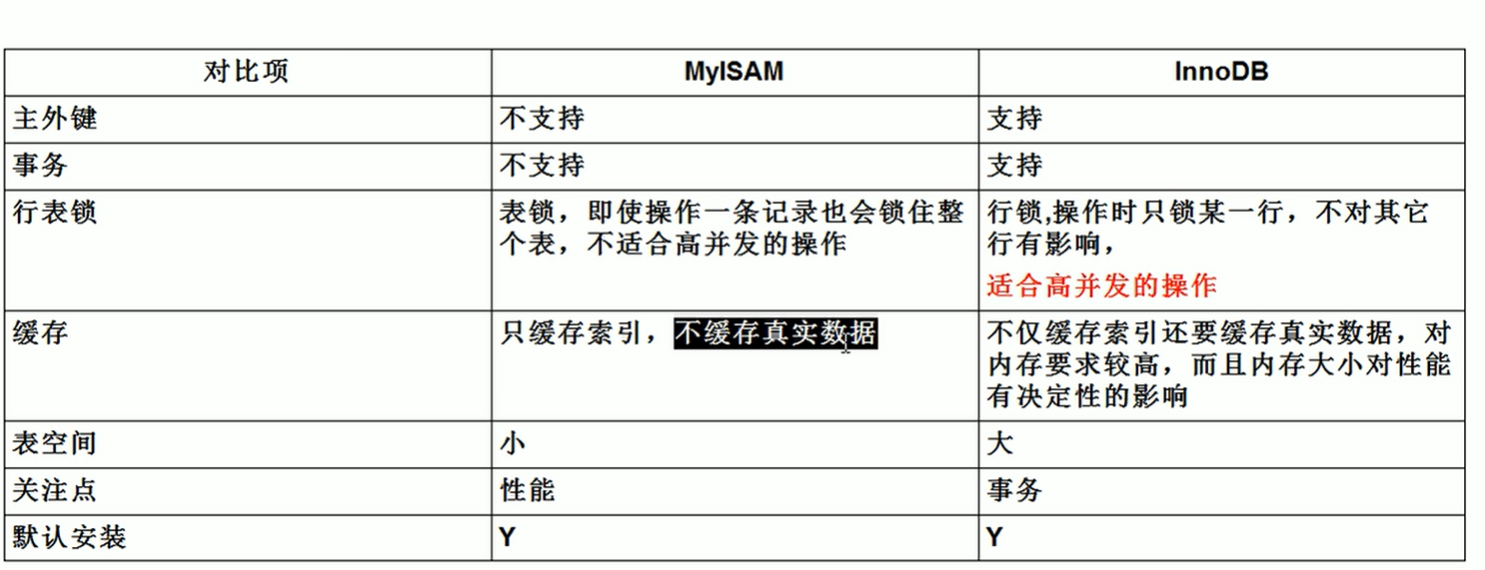 对比项 MyISAM InnoDB
主外键 不支持 支持
事务 不支持 支持
行表锁
表锁，即使操作一条记录也会锁住整
个表，不适合高并发的操作
行锁,操作时只锁某一行，不对其它
行有影响，
适合高并发的操作
缓存
只缓存索引，不缓存真实数据
不仅缓存索引还要缓存真实数据，对
内存要求较高，而且内存大小对性能
有决定性的影响
表空间 小 大
关注点 性能 事务
默认安装 Y Y